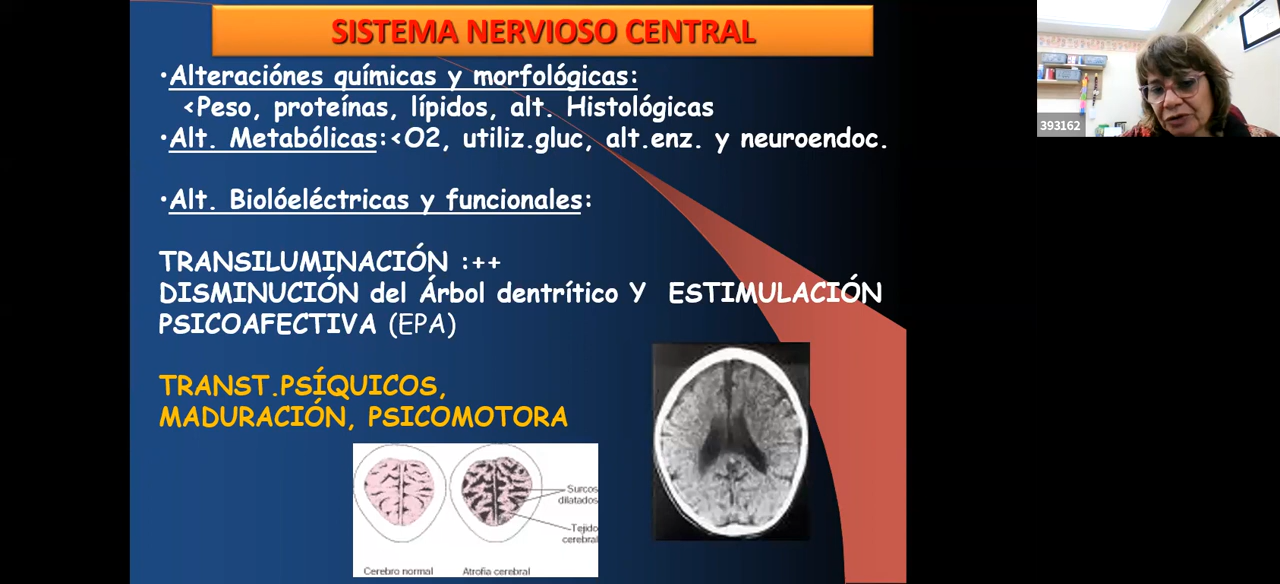 SISTEMA NERVIOSO CENTRAL
•Alteraciónes químicas y morfológicas:
<Peso, proteínas, lípidos, alt. Histológicas
•Alt. Metabólicas:<O2, utiliz.gluc, alt.enz. y neuroendoc.
•Alt. Biolóeléctricas y funcionales:
TRANSILUMINACIÓN :++
DISMINUCIÓN del Árbol dentrítico Y ESTIMULACIÓN
PSICOAFECTIVA (EPA)
TRANST.PSÍQUICOS,
MADURACIÓN, PSICOMOTORA
Surcos
dilatados
Tejido
cerebral
Cerebro normal
Atrofia cerebral
393162